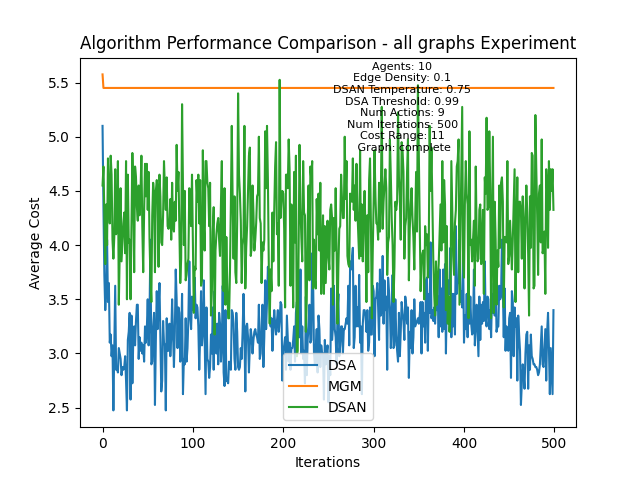 Algorithm Performance Comparison - all graphs Experiment
Agents: 10
Edge Density: 0.1
DSAN Temperature: 0.75
DSA Threshold: 0.99
Num Actions: 9
Num Iterations: 500
Cost Range: 11
Graph: complete
Average Cost
5.5
5.0
4.5
4.0
3.5
3.0
2.5
DSA
MGM
DSAN
0
100
200
300
400
500
Iterations